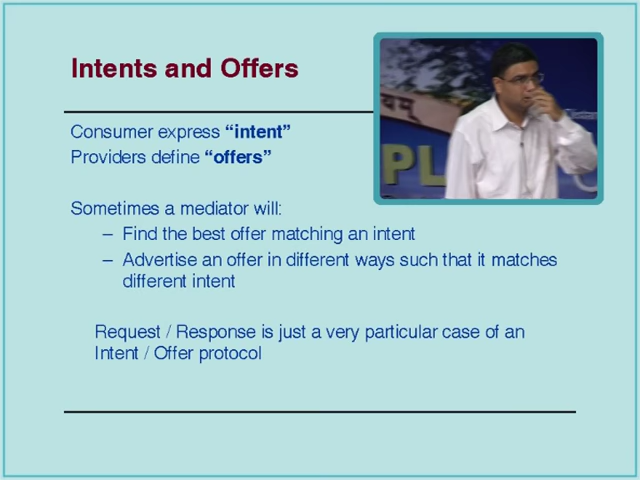 Intents and Offers
Consumer express “intent”
Providers define “offers”
Sometimes a mediator will:
– Find the best offer matching an intent
– Advertise an offer in different ways such that it matches
different intent
Request / Response is just a very particular case of an
Intent / Offer protocol
PL